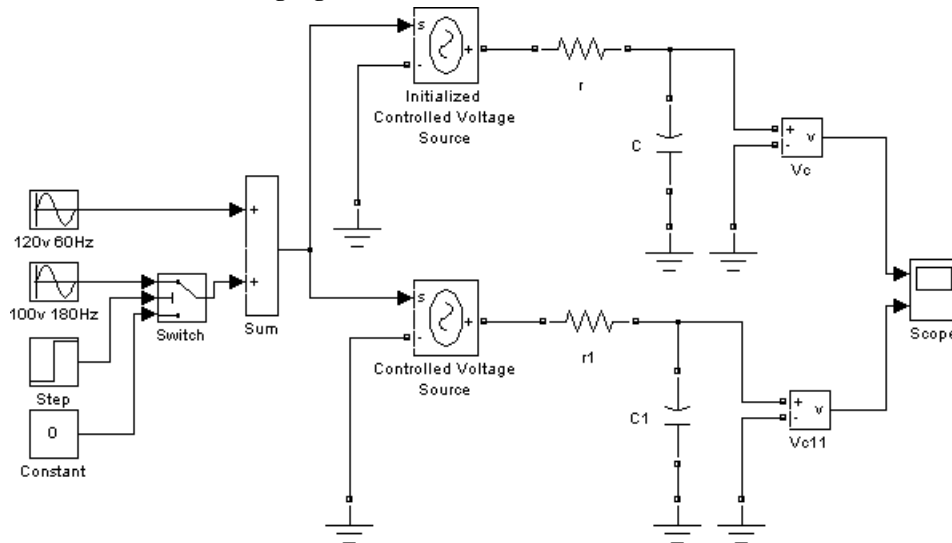 s
+
-
Initialized
Controlled Voltage
Source
r
C
+
-
v
Vc
120v 60Hz
+
100v 180Hz
+
Switch
Sum
Step
0
Constant
s
+
-
Controlled Voltage
Source
r1
C1
+
-
v
Vc11
Scope